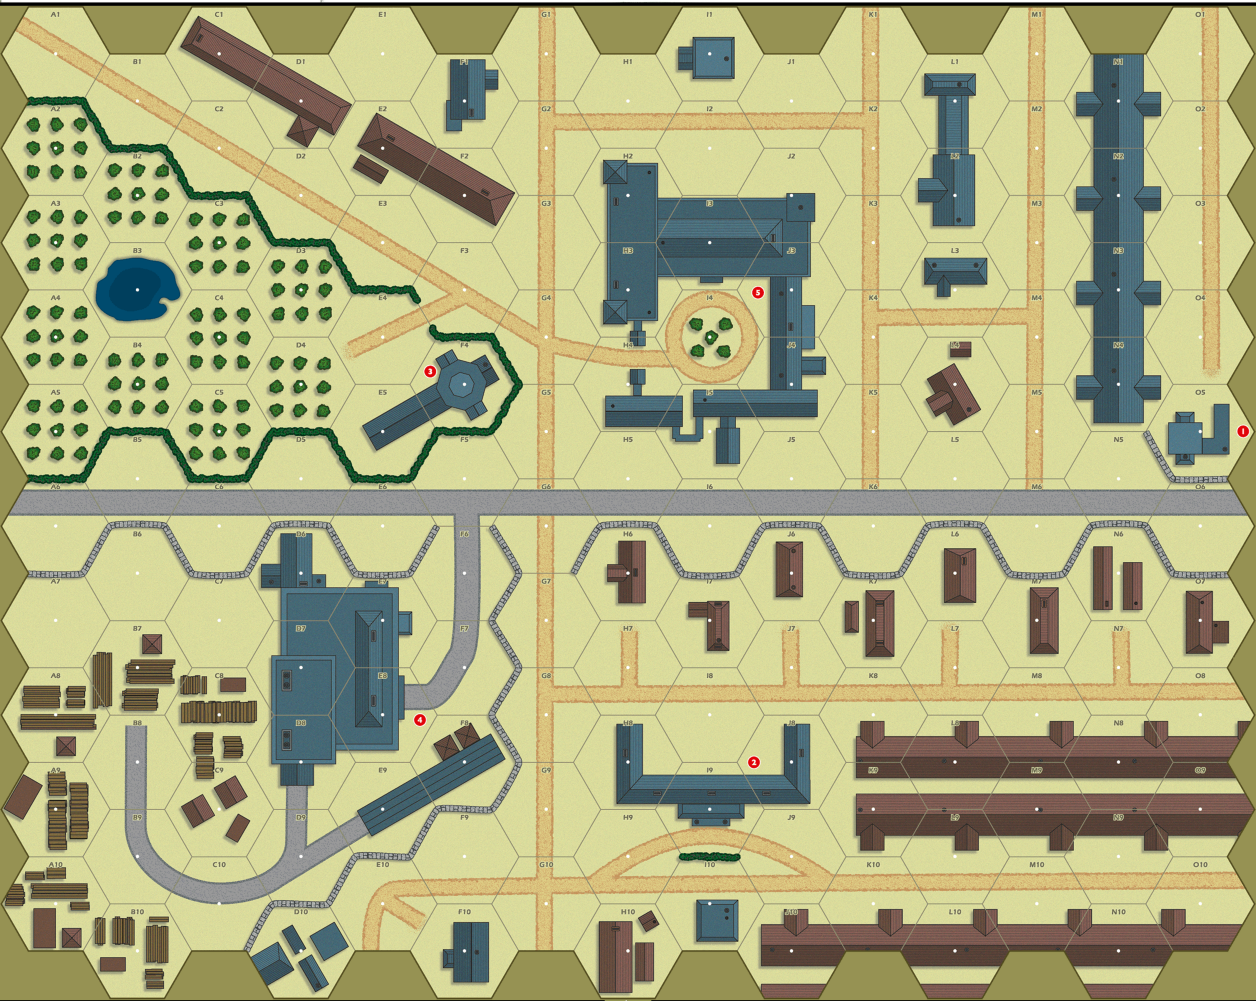 A1 C1 E1 G1 I1 K1 M1 O1
B1 D1 F1 H1 J1 L1 N1
A2 C2 E2 G2 I2 K2 M2 O2
B2 D2 F2 H2 J2 L2 N2
A3 C3 E3 G3 I3 K3 M3 O3
B3 D3 F3 H3 J3 L3 N3
5
A4 C4 E4 G4 I4 K4 M4 O4
B4 D4 F4 H4 J4 L4 N4
3
A5 C5 E5 G5 I5 K5 M5 O5
1
B5 D5 F5 H5 J5 L5 N5
A6 C6 E6 G6 I6 K6 M6 O6
B6 D6 F6 H6 J6 L6 N6
A7 C7 E7 G7 I7 K7 M7 O7
B7 D7 F7 H7 J7 L7 N7
A8 C8 E8 G8 I8 K8 M8 O8
4
B8 D8 F8 H8 J8 L8 N8
2
A9 C9 E9 G9 I9 K9 M9 O9
B9 D9 F9 H9 J9 L9 N9
A10 C10 E10 G10 I10 K10 M10 O10
B10 D10 F10 H10 J10 L10 N10